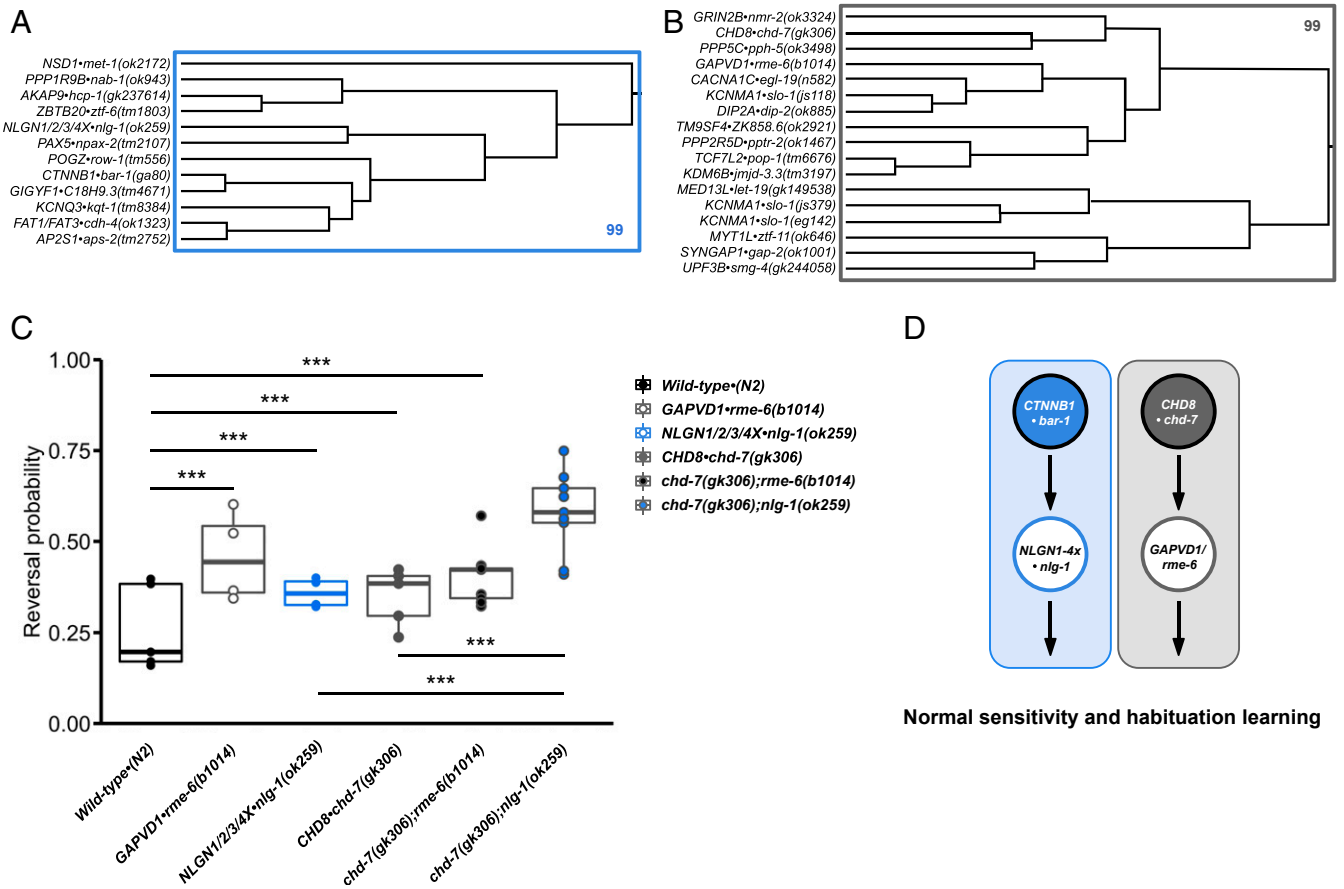 A
NSD1•met-1(ok2172)
PPP1R9B•nab-1(ok943)
AKAP9•hcp-1(gk237614)
ZBTB20•ztf-6(tm1803)
NLGN1/2/3/4X•nlg-1(ok259)
PAX5•npax-2(tm2107)
POGZ•row-1(tm556)
CTNNB1•bar-1(ga80)
GIGYF1•C18H9.3(tm4671)
KCNQ3•kqt-1(tm8384)
FAT1/FAT3•cdh-4(ok1323)
AP2S1•aps-2(tm2752)
99
B
GRIN2B•nmr-2(ok3324)
CHD8•chd-7(gk306)
PPP5C•pph-5(ok3498)
GAPVD1•rme-6(b1014)
CACNA1C•egl-19(n582)
KCNMA1•slo-1(js118)
DIP2A•dip-2(ok885)
TM9SF4•ZK858.6(ok2921)
PPP2R5D•pptr-2(ok1467)
TCF7L2•pop-1(tm6676)
KDM6B•jmjd-3.3(tm3197)
MED13L•let-19(gk149538)
KCNMA1•slo-1(js379)
KCNMA1•slo-1(eg142)
MYT1L•ztf-11(ok646)
SYNGAP1•gap-2(ok1001)
UPF3B•smg-4(gk244058)
99
C
Reversal probability
1.00
0.75
0.50
0.25
0.00
***
***
***
***
***
***
Wild-type•(N2)
GAPVD1•rme-6(b1014)
NLGN1/2/3/4X•nlg-1(ok259)
CHD8•chd-7(gk306)
chd-7(gk306);rme-6(b1014)
chd-7(gk306);nlg-1(ok259)
Wild-type•(N2)
GAPVD1•rme-6(b1014)
NLGN1/2/3/4X•nlg-1(ok259)
CHD8•chd-7(gk306)
chd-7(gk306);rme-6(b1014)
chd-7(gk306);nlg-1(ok259)
D
CTNNB1
• bar-1
NLGN1-4x
• nlg-1
CHD8
• chd-7
GAPVD1/
rme-6
Normal sensitivity and habituation learning